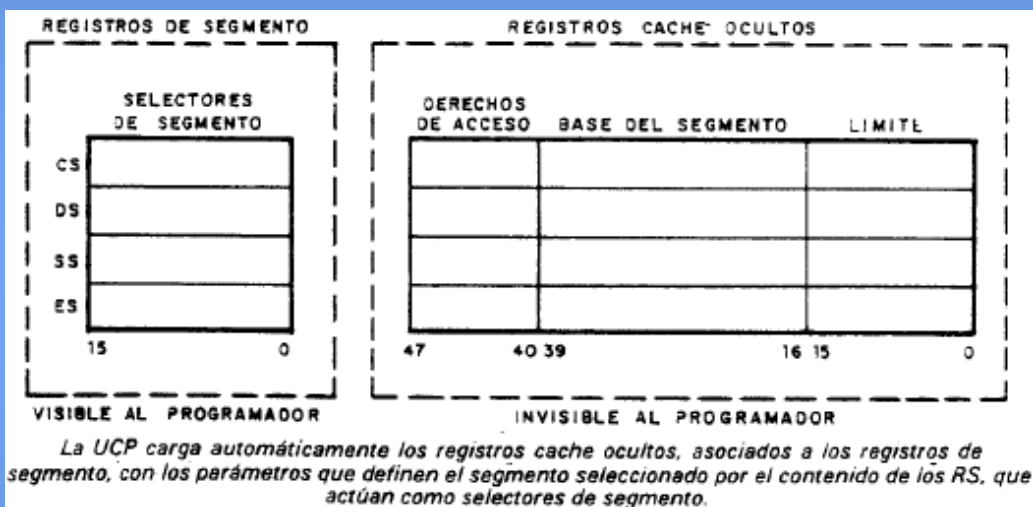 REGISTROS DE SEGMENTO
REGISTROS CACHE OCULTOS
SELECTORES
DE SEGMENTO
DERECHOS
DE ACCESO
BASE DEL SEGMENTO
LIMITE
CS
DS
SS
ES
15
0
47
40
39
16
15
0
VISIBLE AL PROGRAMADOR
INVISIBLE AL PROGRAMADOR
La UCP carga automáticamente los registros cache ocultos, asociados a los registros de
segmento, con los parámetros que definen el segmento seleccionado por el contenido de los RS, que
actúan como selectores de segmento.